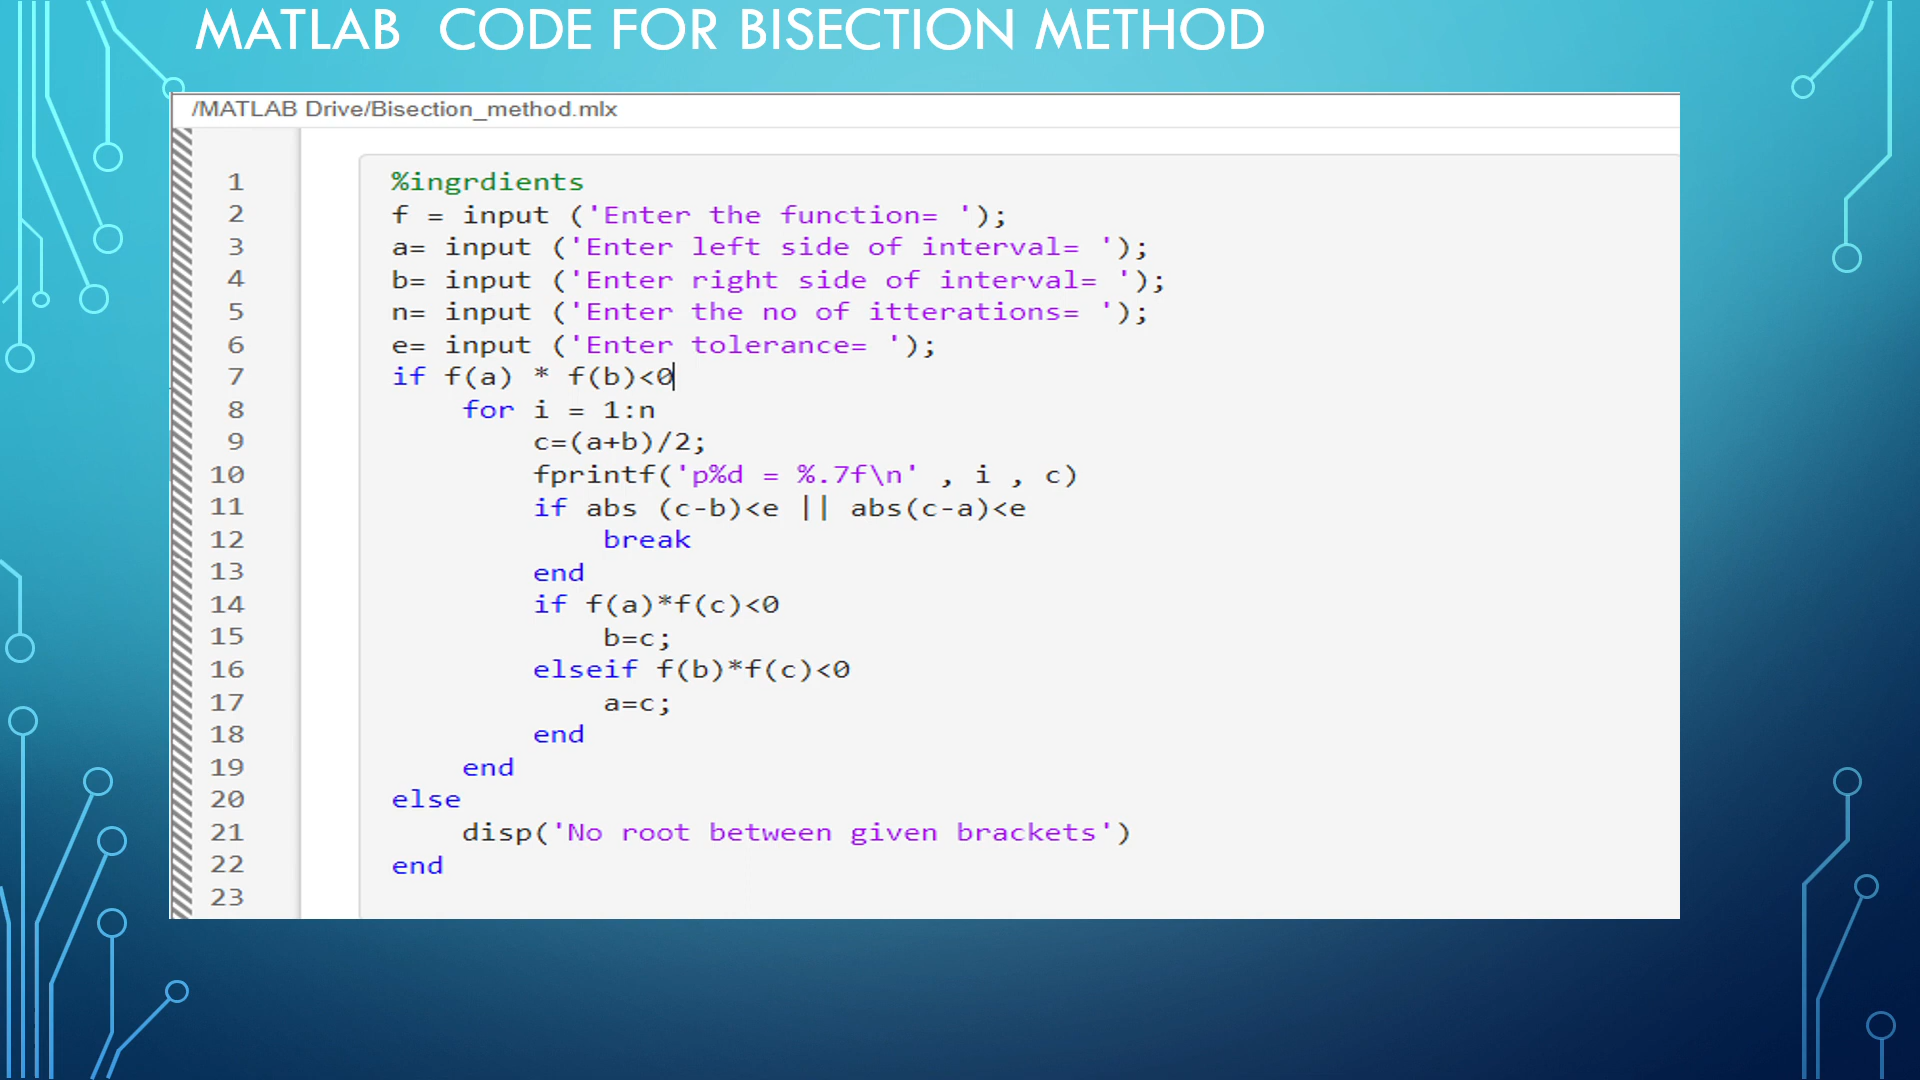 MATLAB CODE FOR BISECTION METHOD
/MATLAB Drive/Bisection_method.mlx
1 %ingrdients
2 f = input ('Enter the function= ');
3 a= input ('Enter left side of interval= ');
4 b= input ('Enter right side of interval= ');
5 n= input ('Enter the no of itterations= ');
6 e= input ('Enter tolerance= ');
7 if f(a) * f(b)<0
8 for i = 1:n
9 c=(a+b)/2;
10 fprintf('p%d = %.7f\n' , i , c)
11 if abs (c-b)<e || abs(c-a)<e
12 break
13 end
14 if f(a)*f(c)<0
15 b=c;
16 elseif f(b)*f(c)<0
17 a=c;
18 end
19 end
20 else
21 disp('No root between given brackets')
22 end
23